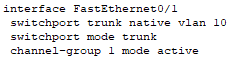 interface FastEthernet0/1
switchport trunk native vlan 10
switchport mode trunk
channel-group 1 mode active